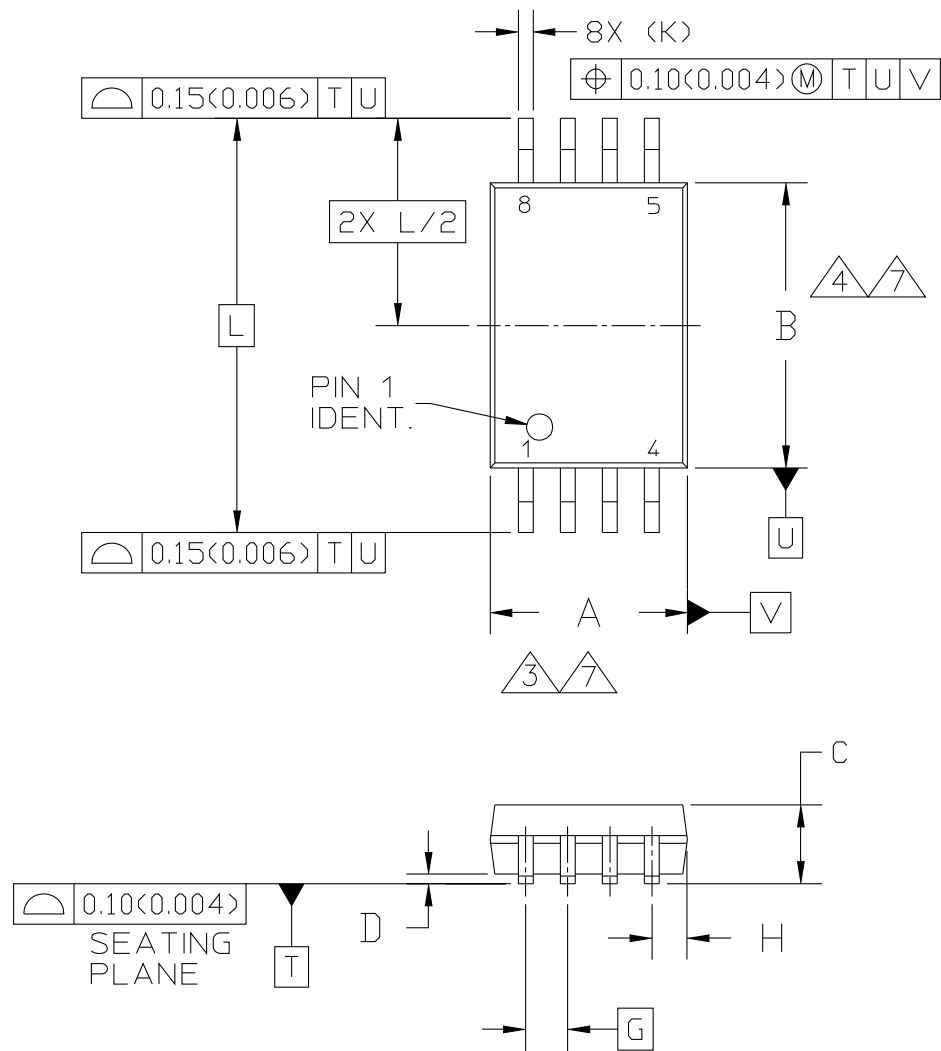 8X (K)
⌖ 0.10(0.004) Ⓜ T U V
⌓ 0.15(0.006) T U
2X L/2
8 5
4 7
L
B
PIN 1
IDENT.
1 4
U
⌓ 0.15(0.006) T U
A
V
3 7
C
⌓ 0.10(0.004)
D
H
SEATING
PLANE
T
G